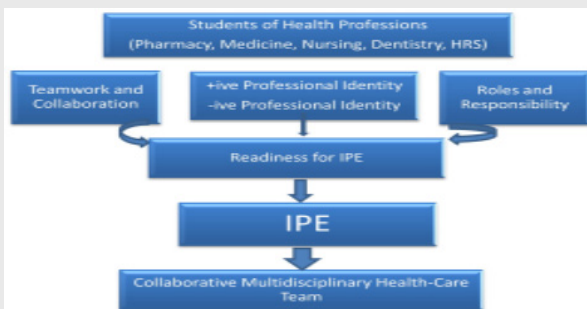 Students of Health Professions
(Pharmacy, Medicine, Nursing, Dentistry, HRS)
Teamwork and
Collaboration
+ive Professional Identity
-ive Professional Identity
Roles and
Responsibility
Readiness for IPE
IPE
Collaborative Multidisciplinary Health-Care
Team